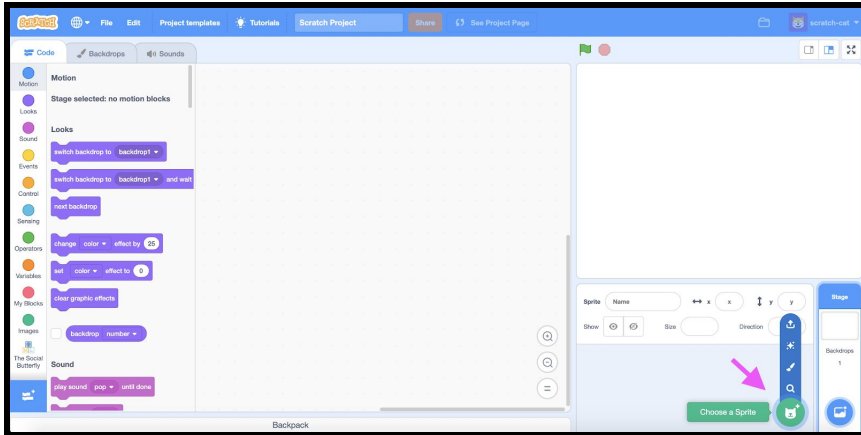 SCRATCH
File Edit Project templates Tutorials Scratch Project Share See Project Page scratch-cat
Code Backdrops Sounds
Motion
Looks
Sound
Events
Control
Sensing
Operators
Variables
My Blocks
Images
The Social
Butterfly
Motion
Stage selected: no motion blocks
Looks
switch backdrop to backdrop1
switch backdrop to backdrop1 and wait
next backdrop
change color effect by 25
set color effect to 0
clear graphic effects
backdrop number
Sound
play sound pop until done
Backpack
Sprite Name x x y y
Show Size Direction
Choose a Sprite
Stage
Backdrops
1